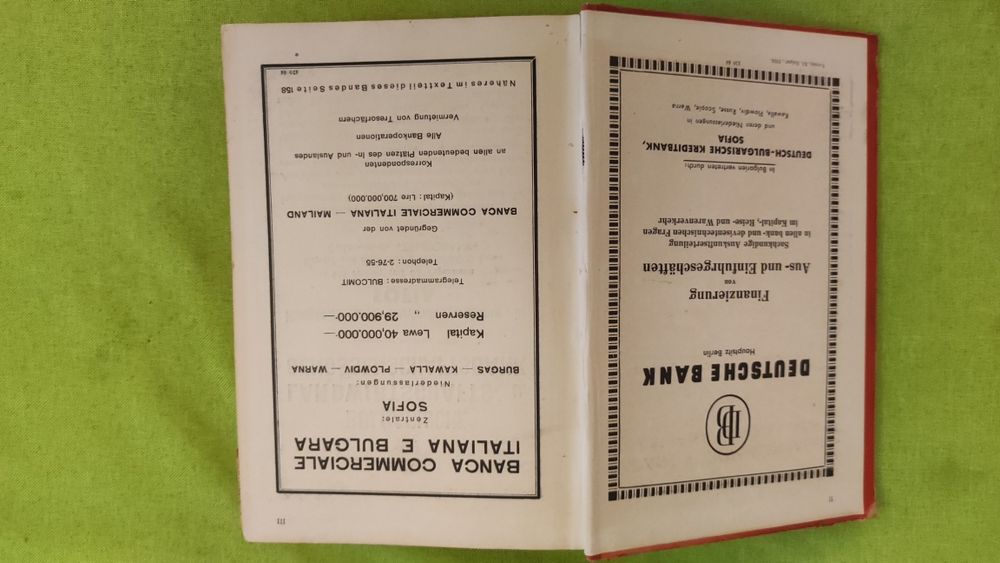 II
DB
DEUTSCHE BANK
Hauptsitz Berlin
Finanzierung
von
Aus- und Einfuhrgeschäften
Sachkundige Auskunftserteilung
in allen bank- und devisentechnischen Fragen
im Kapital-, Reise- und Warenverkehr
In Bulgarien vertreten durch:
DEUTSCH-BULGARISCHE KREDITBANK,
SOFIA
und deren Niederlassungen in
Kawalla, Plowdiv, Russe, Scopie, Warna
III
BANCA COMMERCIALE
ITALIANA E BULGARA
Zentrale:
SOFIA
Niederlassungen:
BURGAS — KAWALLA — PLOWDIV — WARNA
Kapital Lewa 40,000.000·—
Reserven „ 29,900.000—
Telegrammadresse: BULCOMIT
Telephon: 2-76-55
Gegründet von der
BANCA COMMERCIALE ITALIANA — MAILAND
(Kapital: Lire 700,000.000)
Korrespondenten
an allen bedeutenden Plätzen des In- und Auslandes
Alle Bankoperationen
Vermietung von Tresorfächern
Näheres im Textteil dieses Bandes Seite 158